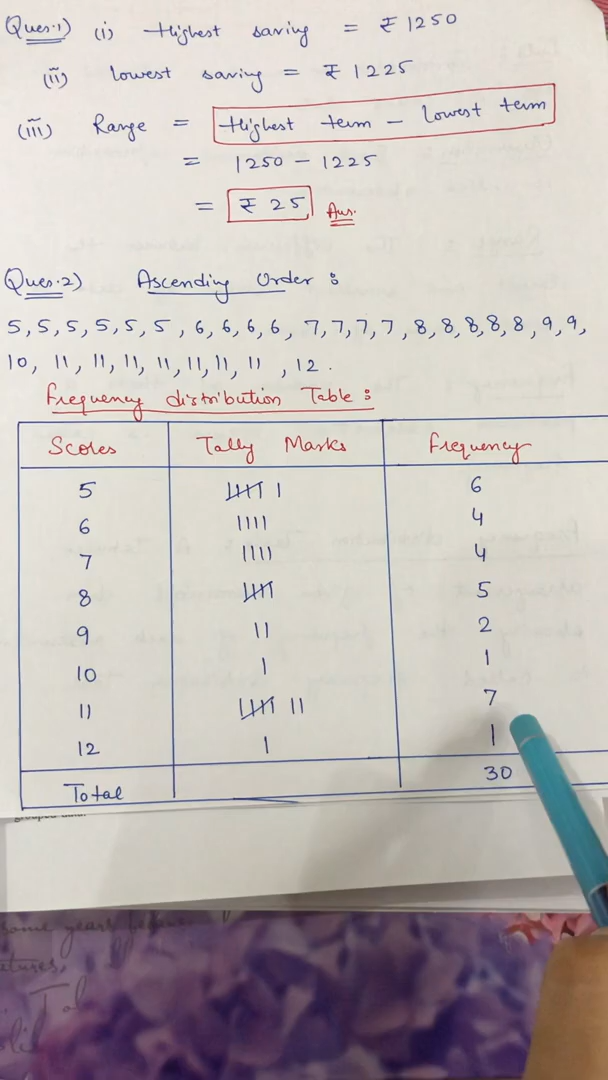 Ques.1) (i) Highest saving = ₹ 1250
(ii) lowest saving = ₹ 1225
(iii) Range = Highest term - lowest term
= 1250 - 1225
= ₹ 25 Ans.
Ques.2) Ascending Order :
5, 5, 5, 5, 5, 5, 6, 6, 6, 6, 7, 7, 7, 7, 8, 8, 8, 8, 8, 9, 9,
10, 11, 11, 11, 11, 11, 11, 11, 12.
Frequency distribution Table :
Scores Tally Marks Frequency
5 |||| | 6
6 |||| 4
7 |||| 4
8 |||| 5
9 || 2
10 | 1
11 |||| || 7
12 | 1
Total 30
some years